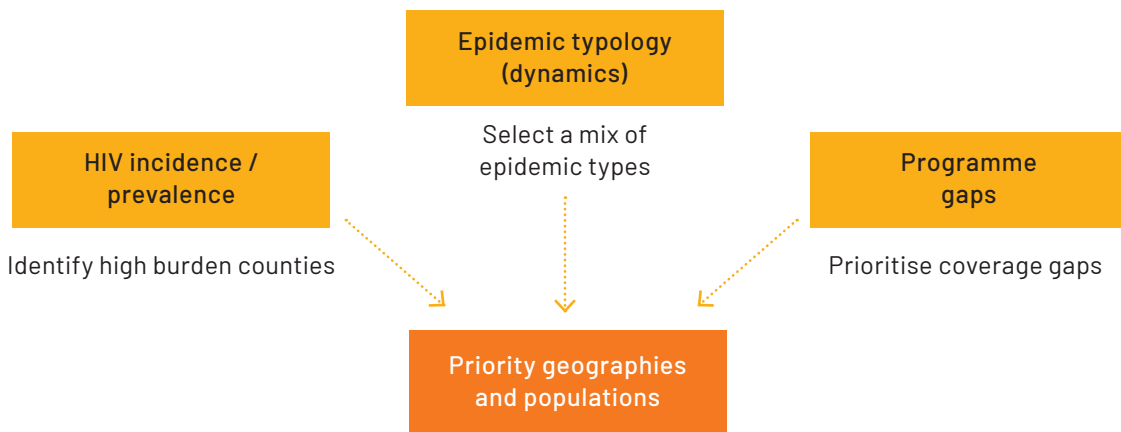 Epidemic typology
(dynamics)
Select a mix of
epidemic types
HIV incidence /
prevalence
Identify high burden counties
Programme
gaps
Prioritise coverage gaps
Priority geographies
and populations